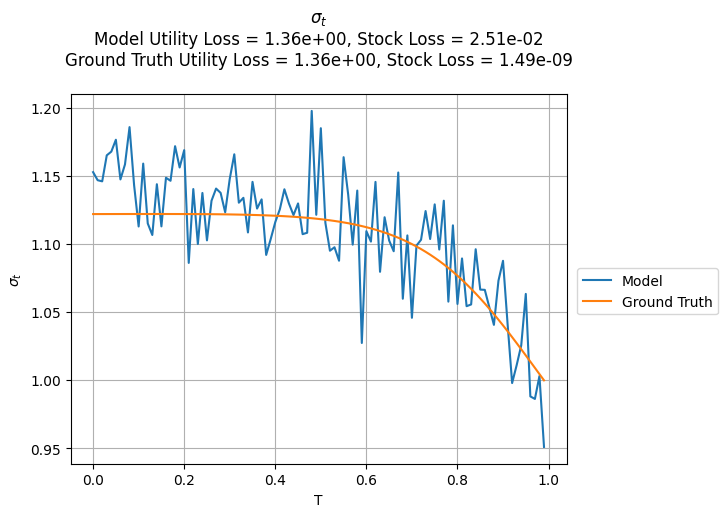 σₜ
Model Utility Loss = 1.36e+00, Stock Loss = 2.51e-02
Ground Truth Utility Loss = 1.36e+00, Stock Loss = 1.49e-09
1.20
1.15
1.10
1.05
1.00
0.95
σₜ
0.0 0.2 0.4 0.6 0.8 1.0
T
Model
Ground Truth